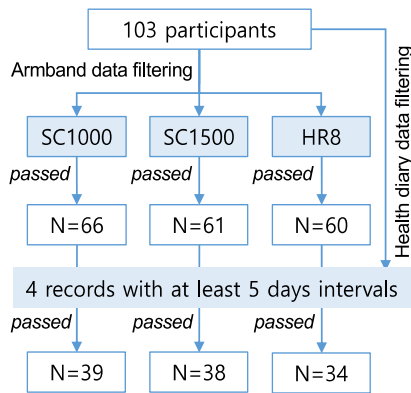 103 participants
Armband data filtering
Health diary data filtering
SC1000 SC1500 HR8
passed passed passed
N=66 N=61 N=60
4 records with at least 5 days intervals
passed passed passed
N=39 N=38 N=34